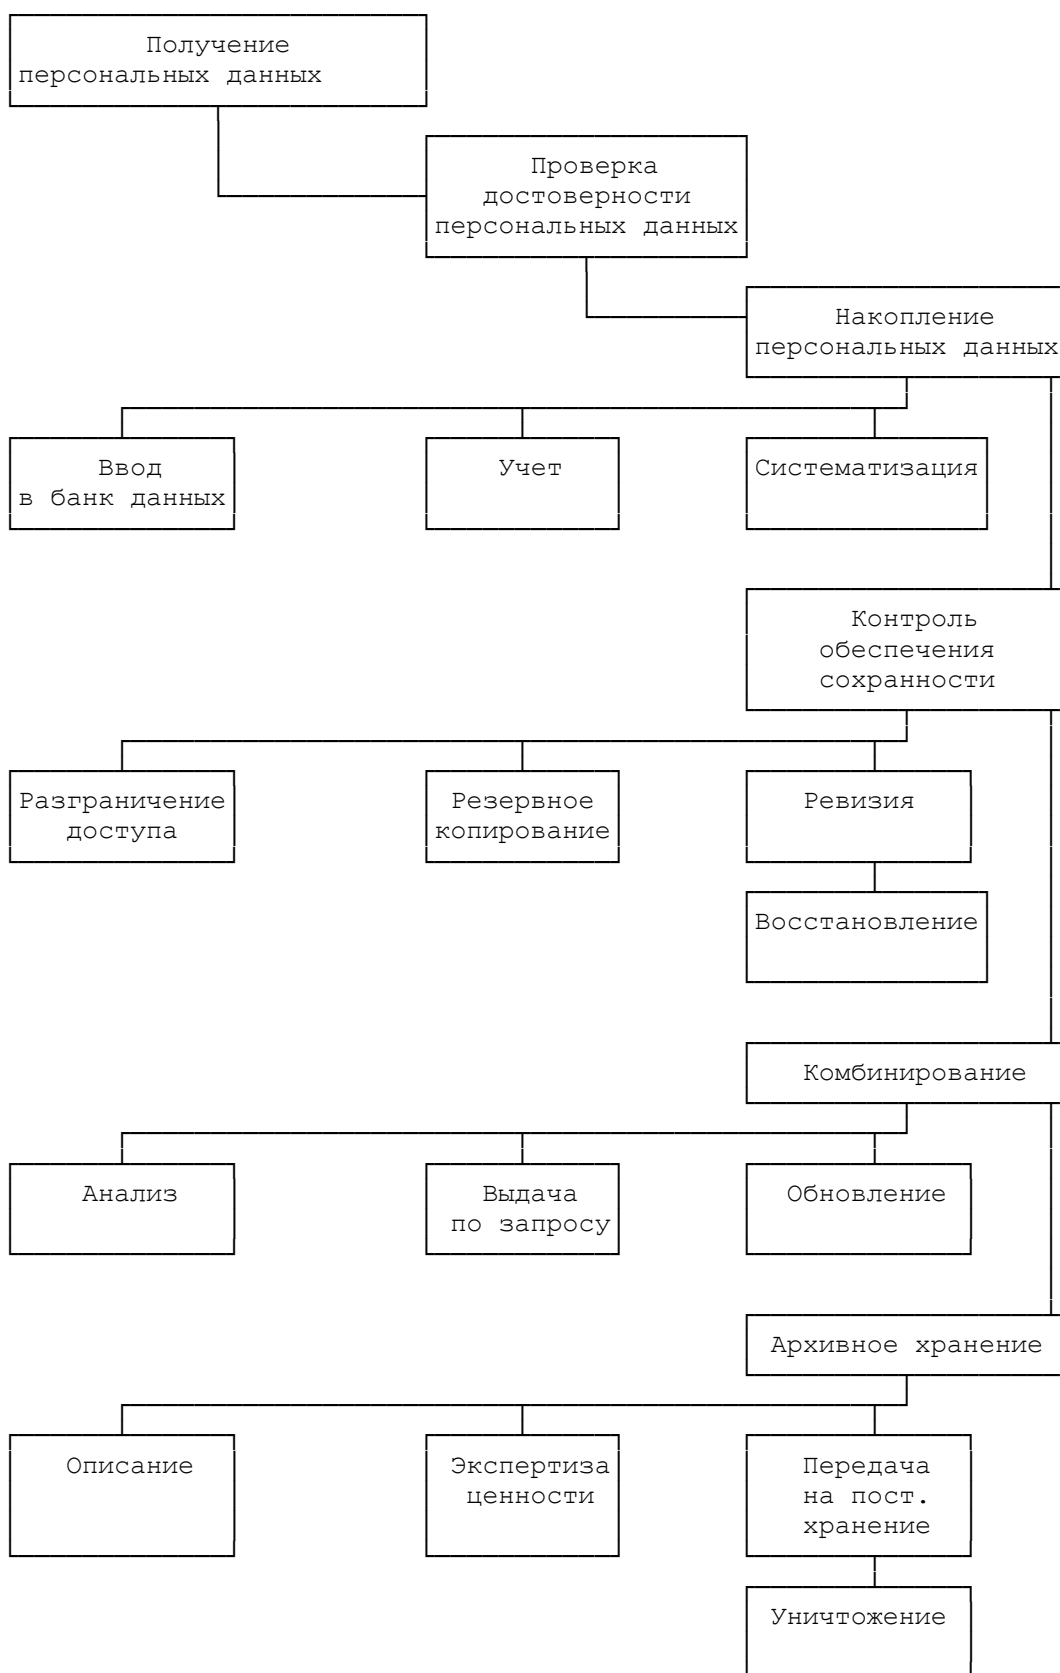 Получение
персональных данных
Проверка
достоверности
персональных данных
Накопление
персональных данных
Ввод
в банк данных
Учет
Систематизация
Контроль
обеспечения
сохранности
Разграничение
доступа
Резервное
копирование
Ревизия
Восстановление
Комбинирование
Анализ
Выдача
по запросу
Обновление
Архивное хранение
Описание
Экспертиза
ценности
Передача
на пост.
хранение
Уничтожение